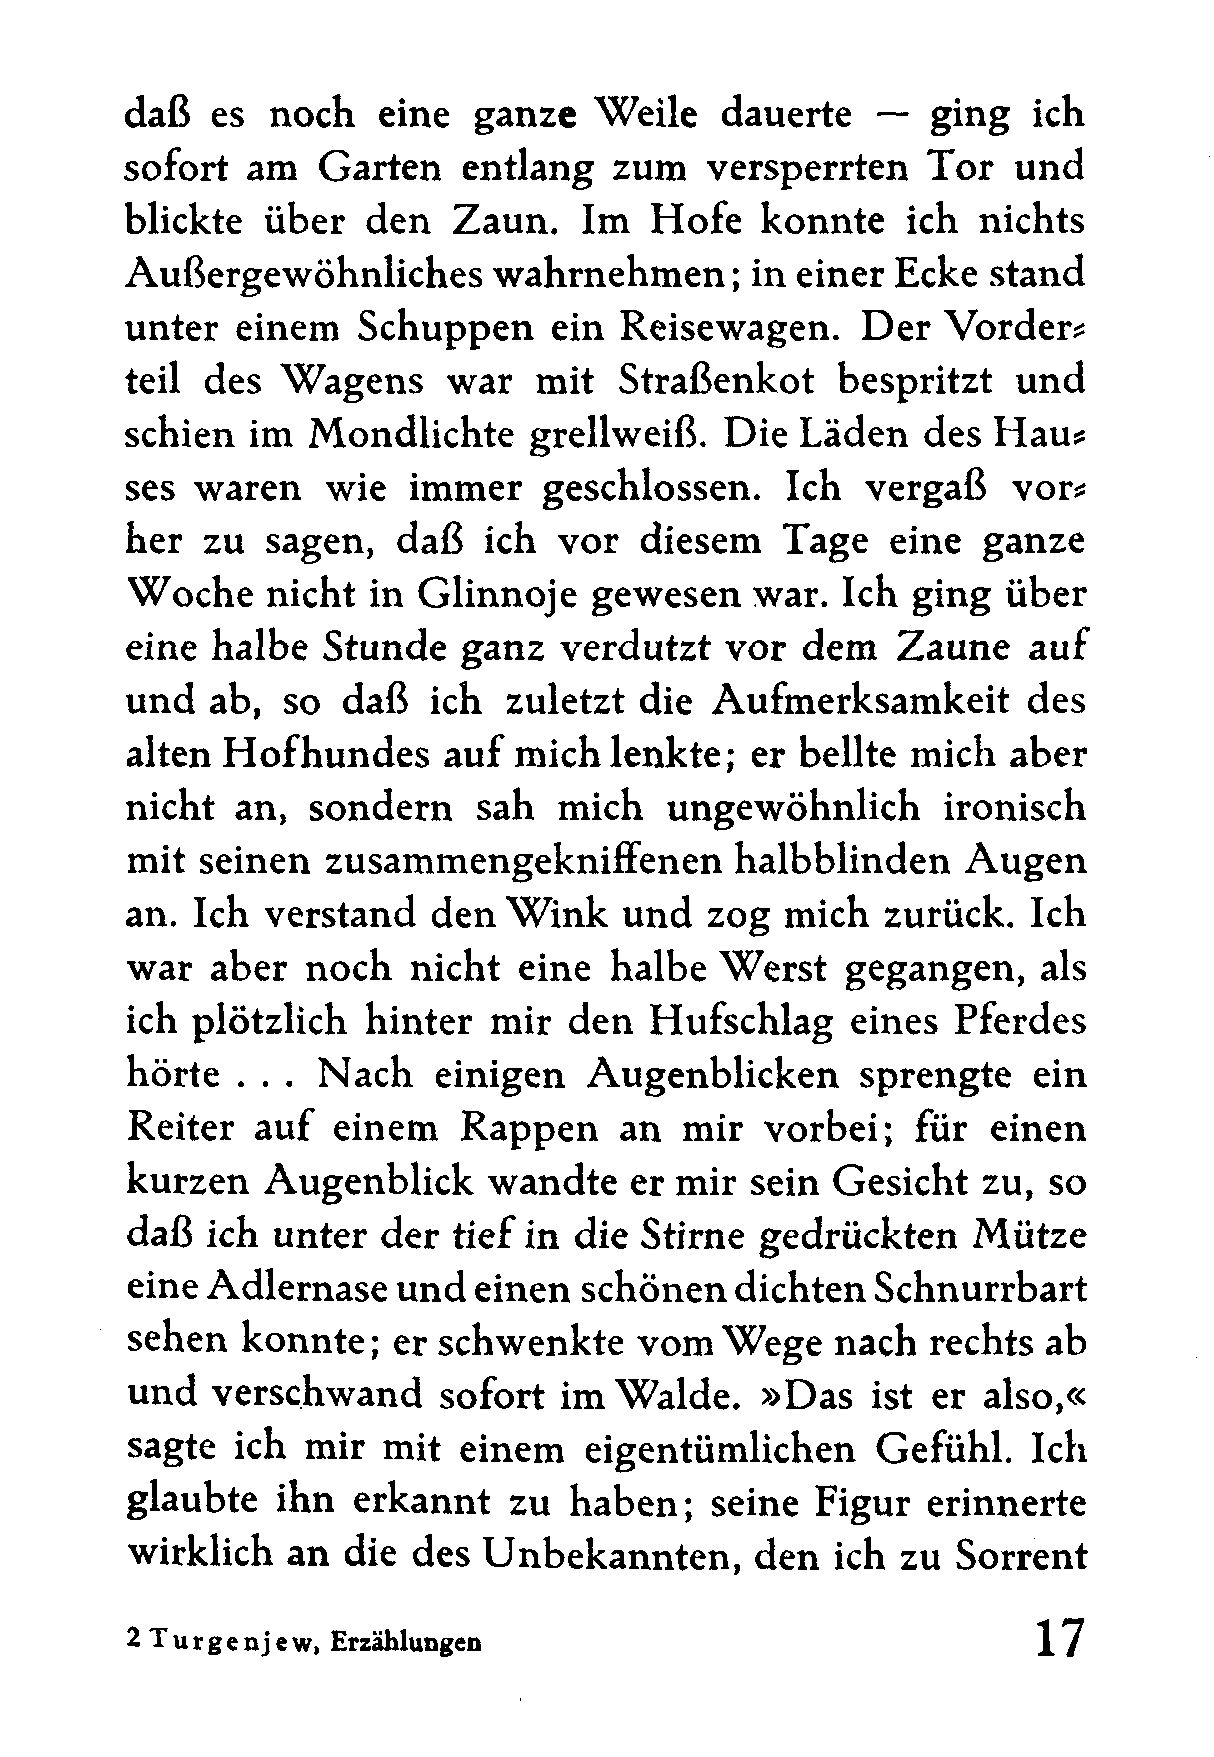 daß es noch eine ganze Weile dauerte — ging ich
sofort am Garten entlang zum versperrten Tor und
blickte über den Zaun. Im Hofe konnte ich nichts
Außergewöhnliches wahrnehmen; in einer Ecke stand
unter einem Schuppen ein Reisewagen. Der Vorder⸗
teil des Wagens war mit Straßenkot bespritzt und
schien im Mondlichte grellweiß. Die Läden des Hau⸗
ses waren wie immer geschlossen. Ich vergaß vor⸗
her zu sagen, daß ich vor diesem Tage eine ganze
Woche nicht in Glinnoje gewesen war. Ich ging über
eine halbe Stunde ganz verdutzt vor dem Zaune auf
und ab, so daß ich zuletzt die Aufmerksamkeit des
alten Hofhundes auf mich lenkte; er bellte mich aber
nicht an, sondern sah mich ungewöhnlich ironisch
mit seinen zusammengekniffenen halbblinden Augen
an. Ich verstand den Wink und zog mich zurück. Ich
war aber noch nicht eine halbe Werst gegangen, als
ich plötzlich hinter mir den Hufschlag eines Pferdes
hörte . . . Nach einigen Augenblicken sprengte ein
Reiter auf einem Rappen an mir vorbei; für einen
kurzen Augenblick wandte er mir sein Gesicht zu, so
daß ich unter der tief in die Stirne gedrückten Mütze
eine Adlernase und einen schönen dichten Schnurrbart
sehen konnte; er schwenkte vom Wege nach rechts ab
und verschwand sofort im Walde. »Das ist er also,«
sagte ich mir mit einem eigentümlichen Gefühl. Ich
glaubte ihn erkannt zu haben; seine Figur erinnerte
wirklich an die des Unbekannten, den ich zu Sorrent
2 Turgenjew, Erzählungen 17